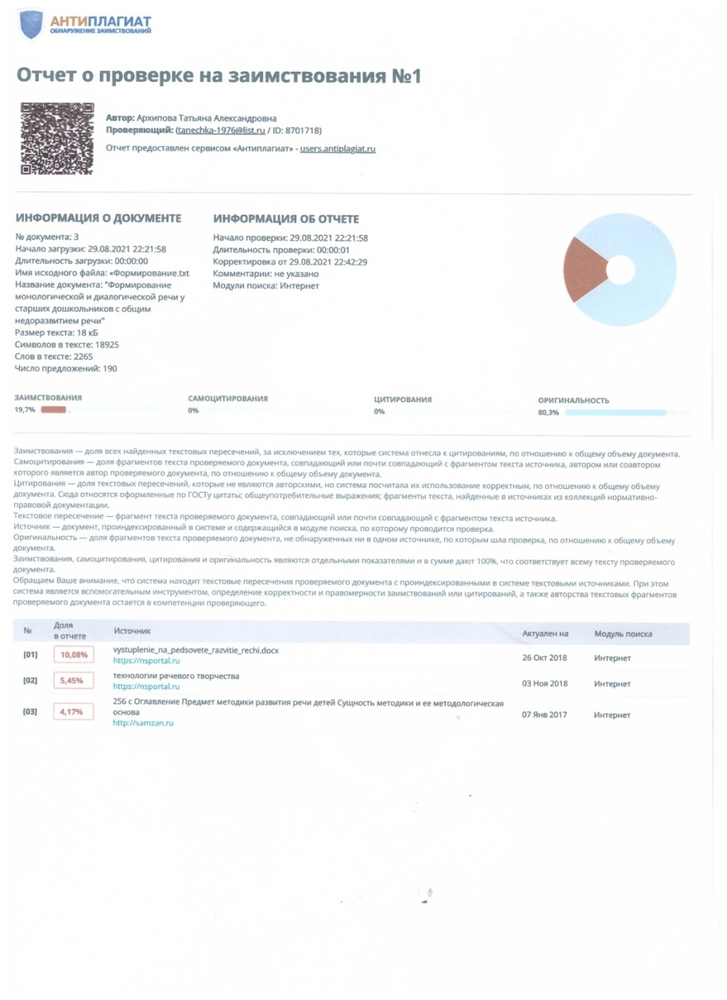 АНТИПЛАГИАТ
ОБНАРУЖЕНИЕ ЗАИМСТВОВАНИЙ
Отчет о проверке на заимствования №1
Автор: Архипова Татьяна Александровна
Проверяющий: (tanechka-1976@list.ru / ID: 8701718)
Отчет предоставлен сервисом «Антиплагиат» - users.antiplagiat.ru
ИНФОРМАЦИЯ О ДОКУМЕНТЕ
№ документа: 3
Начало загрузки: 29.08.2021 22:21:58
Длительность загрузки: 00:00:00
Имя исходного файла: «Формирование.txt
Название документа: "Формирование
монологической и диалогической речи у
старших дошкольников с общим
недоразвитием речи"
Размер текста: 18 кБ
Символов в тексте: 18925
Слов в тексте: 2265
Число предложений: 190
ИНФОРМАЦИЯ ОБ ОТЧЕТЕ
Начало проверки: 29.08.2021 22:21:58
Длительность проверки: 00:00:01
Корректировка от 29.08.2021 22:42:29
Комментарии: не указано
Модули поиска: Интернет
ЗАИМСТВОВАНИЯ
19,7%
САМОЦИТИРОВАНИЯ
0%
ЦИТИРОВАНИЯ
0%
ОРИГИНАЛЬНОСТЬ
80,3%
Заимствования — доля всех найденных текстовых пересечений, за исключением тех, которые система отнесла к цитированиям, по отношению к общему объему документа.
Самоцитирования — доля фрагментов текста проверяемого документа, совпадающий или почти совпадающий с фрагментом текста источника, автором или соавтором
которого является автор проверяемого документа, по отношению к общему объему документа.
Цитирования — доля текстовых пересечений, которые не являются авторскими, но система посчитала их использование корректным, по отношению к общему объему
документа. Сюда относятся оформленные по ГОСТу цитаты; общеупотребительные выражения; фрагменты текста, найденные в источниках из коллекций нормативно-
правовой документации.
Текстовое пересечение — фрагмент текста проверяемого документа, совпадающий или почти совпадающий с фрагментом текста источника.
Источник — документ, проиндексированный в системе и содержащийся в модуле поиска, по которому проводится проверка.
Оригинальность — доля фрагментов текста проверяемого документа, не обнаруженных ни в одном источнике, по которым шла проверка, по отношению к общему объему
документа.
Заимствования, самоцитирования, цитирования и оригинальность являются отдельными показателями и в сумме дают 100%, что соответствует всему тексту проверяемого
документа.
Обращаем Ваше внимание, что система находит текстовые пересечения проверяемого документа с проиндексированными в системе текстовыми источниками. При этом
система является вспомогательным инструментом, определение корректности и правомерности заимствований или цитирований, а также авторства текстовых фрагментов
проверяемого документа остается в компетенции проверяющего.
№ Доля в отчете Источник Актуален на Модуль поиска
[01] 10,08% vystuplenie_na_pedsovete_razvitie_rechi.docx 26 Окт 2018 Интернет
https://nsportal.ru
[02] 5,45% технологии речевого творчества 03 Ноя 2018 Интернет
https://nsportal.ru
[03] 4,17% 256 с Оглавление Предмет методики развития речи детей Сущность методики и ее методологическая
основа 07 Янв 2017 Интернет
http://samzan.ru